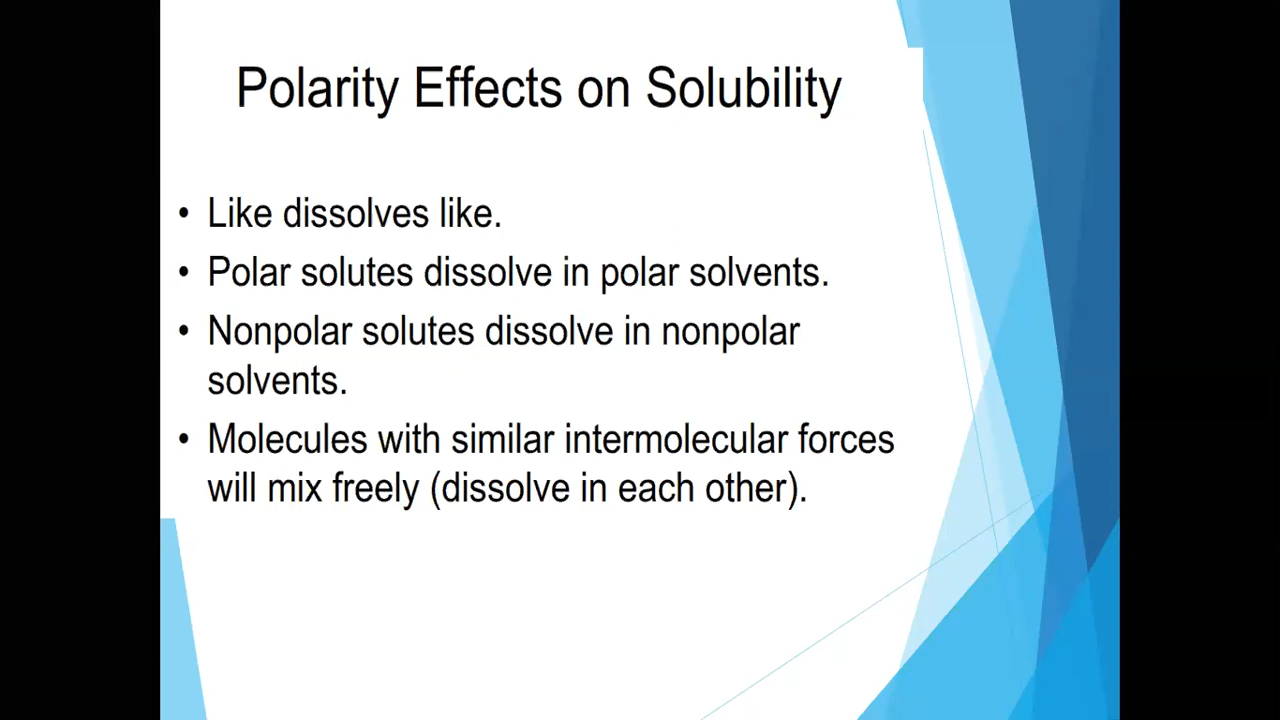 Polarity Effects on Solubility
• Like dissolves like.
• Polar solutes dissolve in polar solvents.
• Nonpolar solutes dissolve in nonpolar
solvents.
• Molecules with similar intermolecular forces
will mix freely (dissolve in each other).